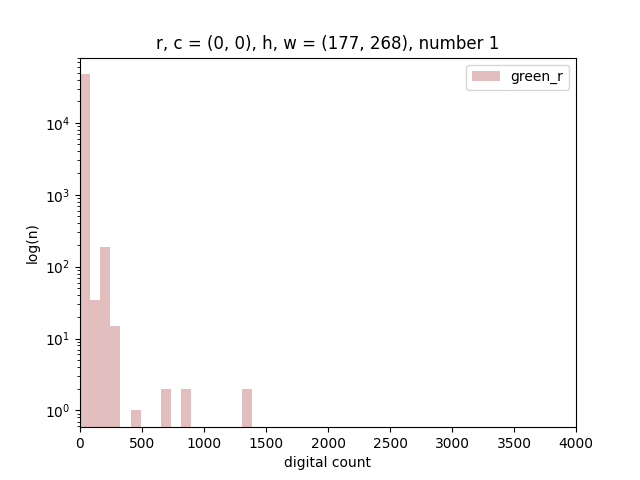 r, c = (0, 0), h, w = (177, 268), number 1
green_r
10⁴
10³
10²
10¹
10⁰
log(n)
0 500 1000 1500 2000 2500 3000 3500 4000
digital count